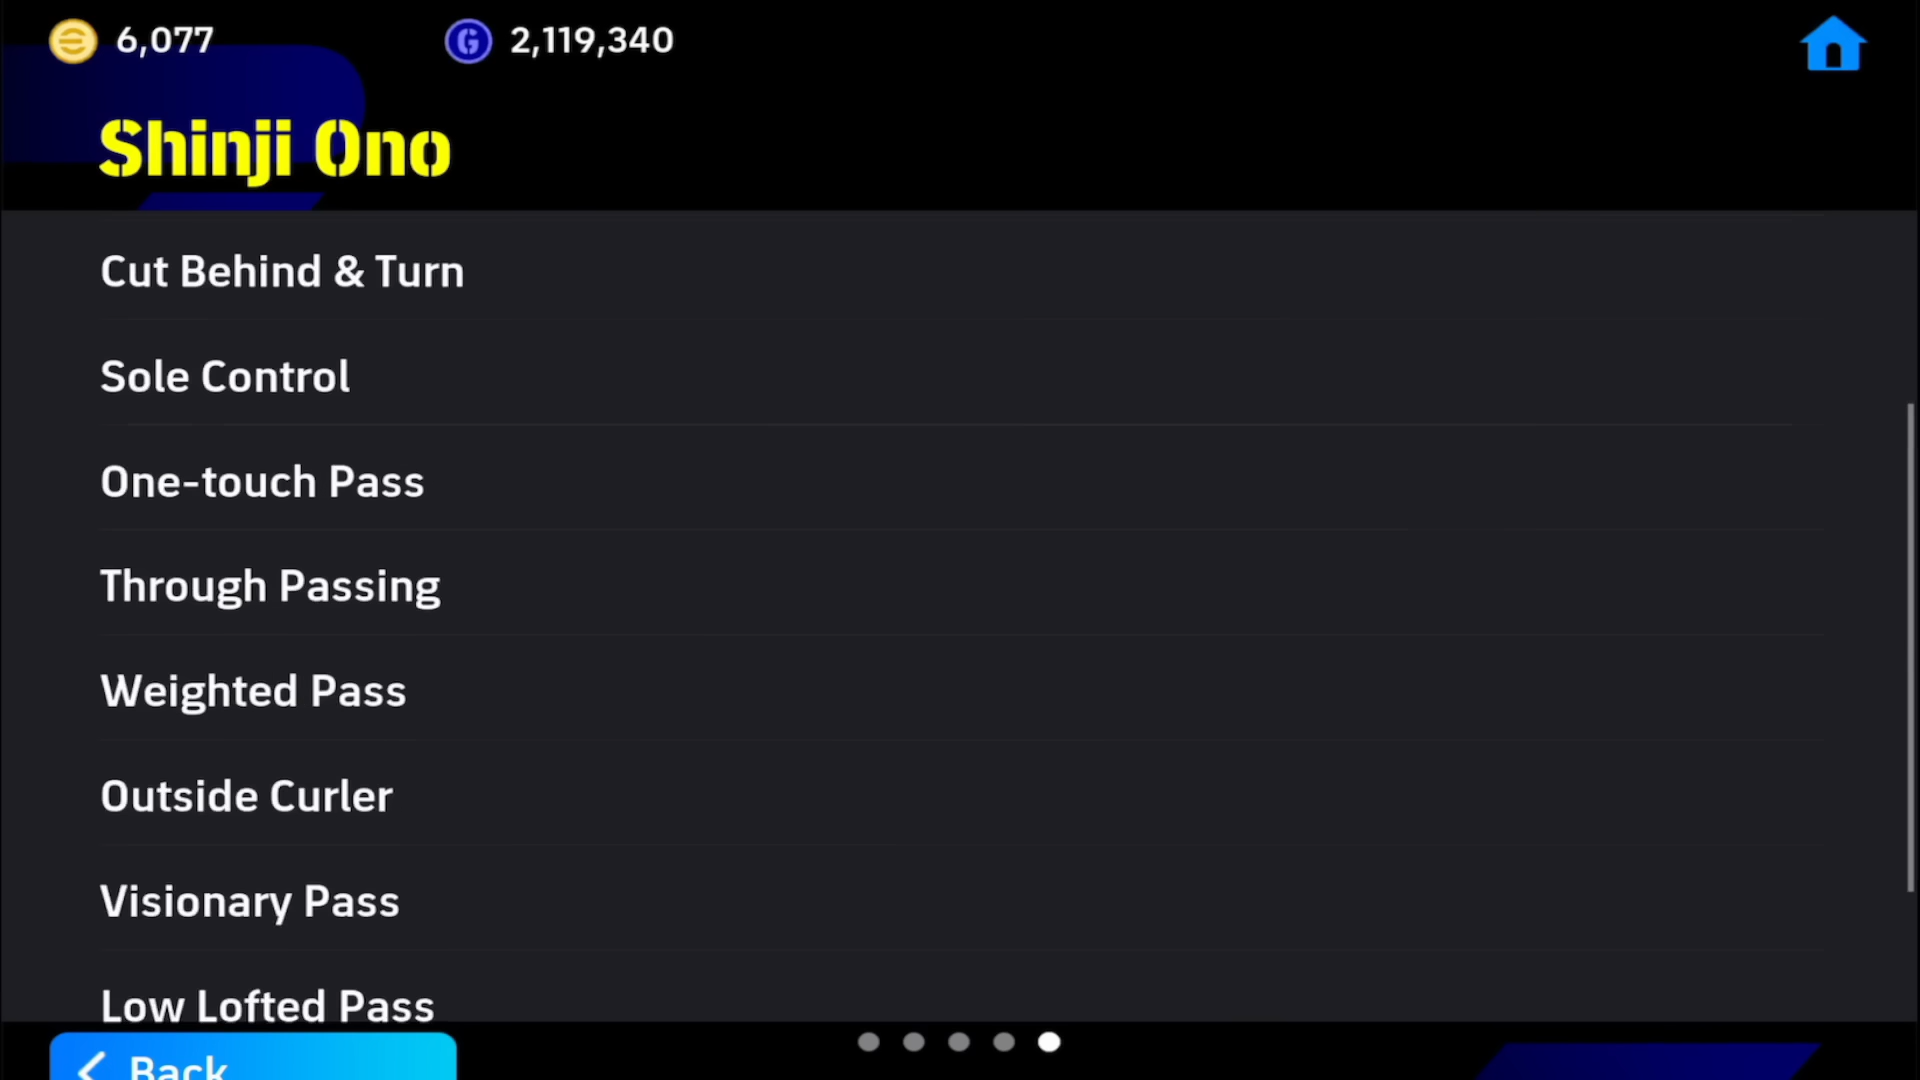 6,077
2,119,340
Shinji Ono
Cut Behind & Turn
Sole Control
One-touch Pass
Through Passing
Weighted Pass
Outside Curler
Visionary Pass
Low Lofted Pass
Back